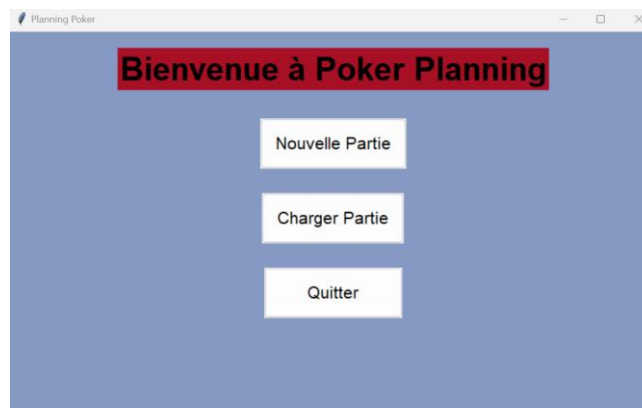 Planning Poker
Bienvenue à Poker Planning
Nouvelle Partie
Charger Partie
Quitter